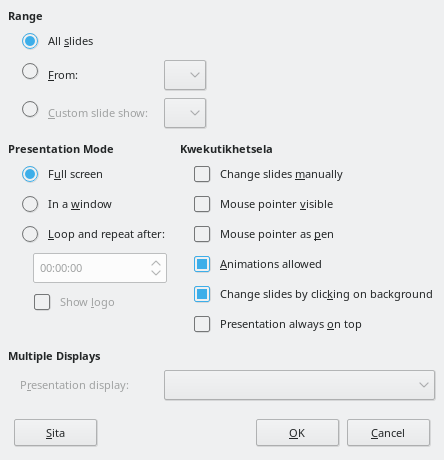 Range
All slides
From:
Custom slide show:
Presentation Mode
Kwekutikhetsela
Full screen
Change slides manually
In a window
Mouse pointer visible
Loop and repeat after:
Mouse pointer as pen
00:00:00
Animations allowed
Show logo
Change slides by clicking on background
Presentation always on top
Multiple Displays
Presentation display:
Sita
OK
Cancel